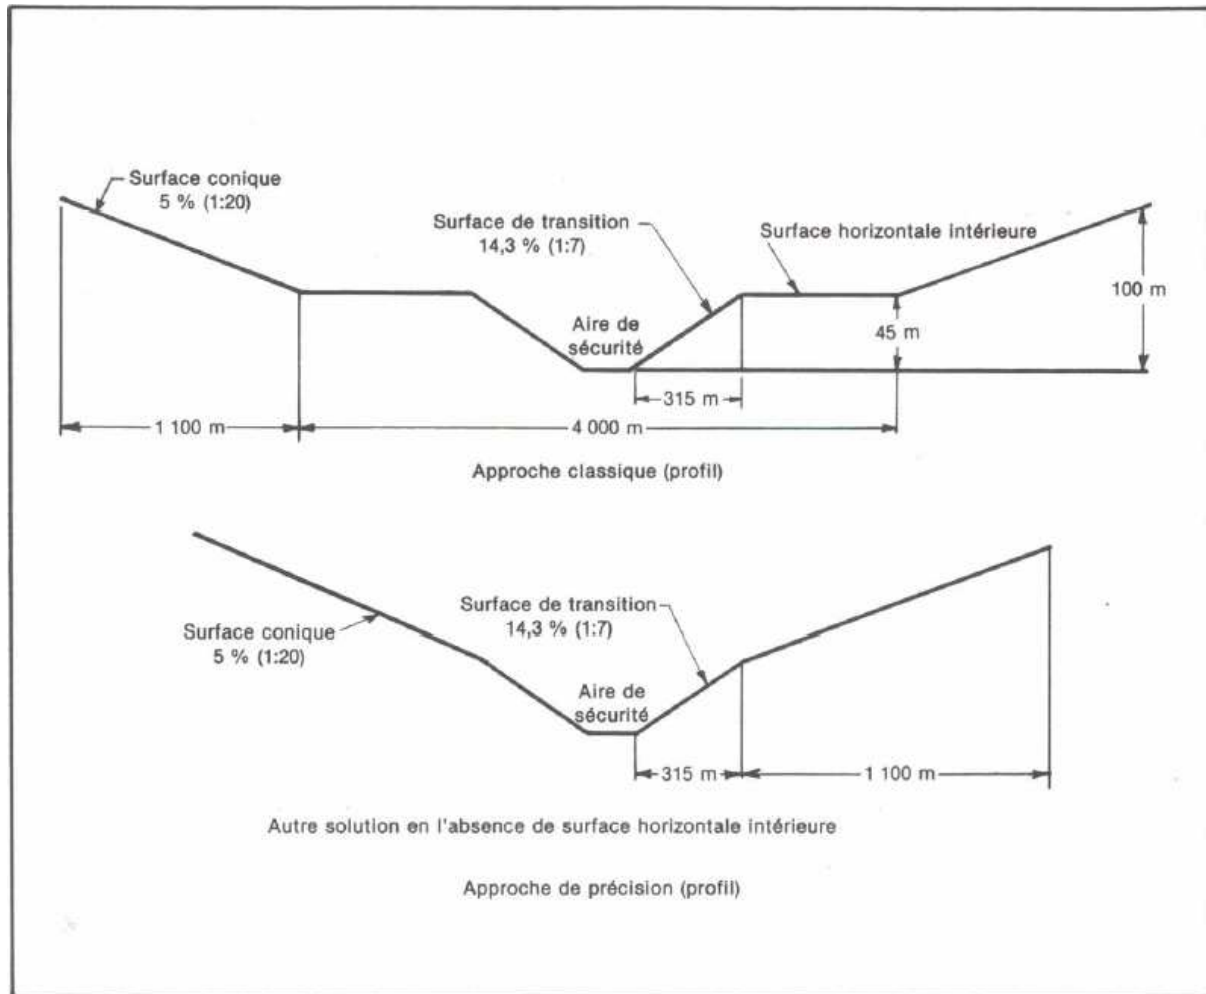 Surface conique
5 % (1:20)
Surface de transition
14,3 % (1:7)
Surface horizontale intérieure
100 m
Aire de
sécurité
45 m
315 m
1 100 m
4 000 m
Approche classique (profil)
Surface de transition
14,3 % (1:7)
Surface conique
5 % (1:20)
Aire de
sécurité
315 m
1 100 m
Autre solution en l'absence de surface horizontale intérieure
Approche de précision (profil)